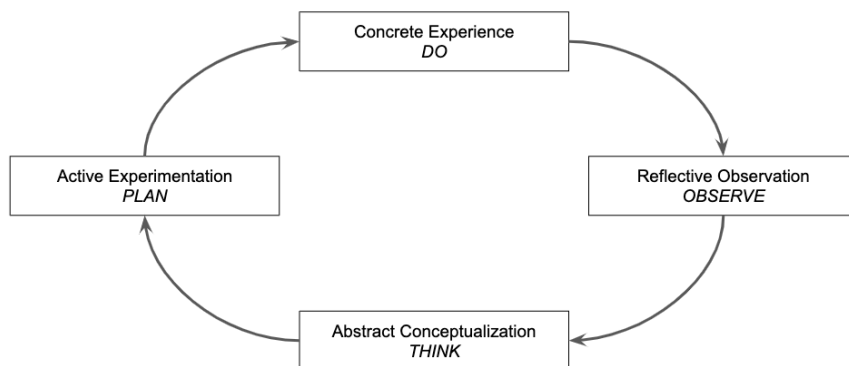 Concrete Experience
DO
Active Experimentation
PLAN
Reflective Observation
OBSERVE
Abstract Conceptualization
THINK